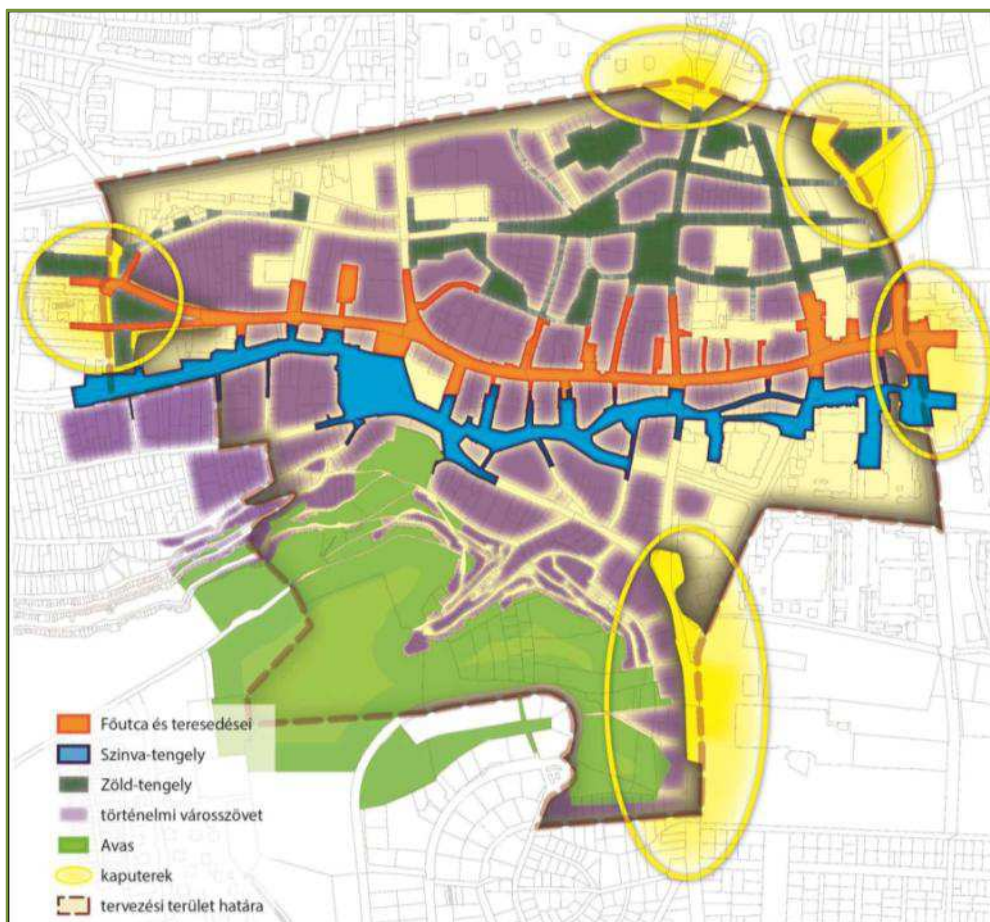 Főutca és teresedései
Szinva-tengely
Zöld-tengely
történelmi városszövet
Avas
kaputerek
tervezési terület határa